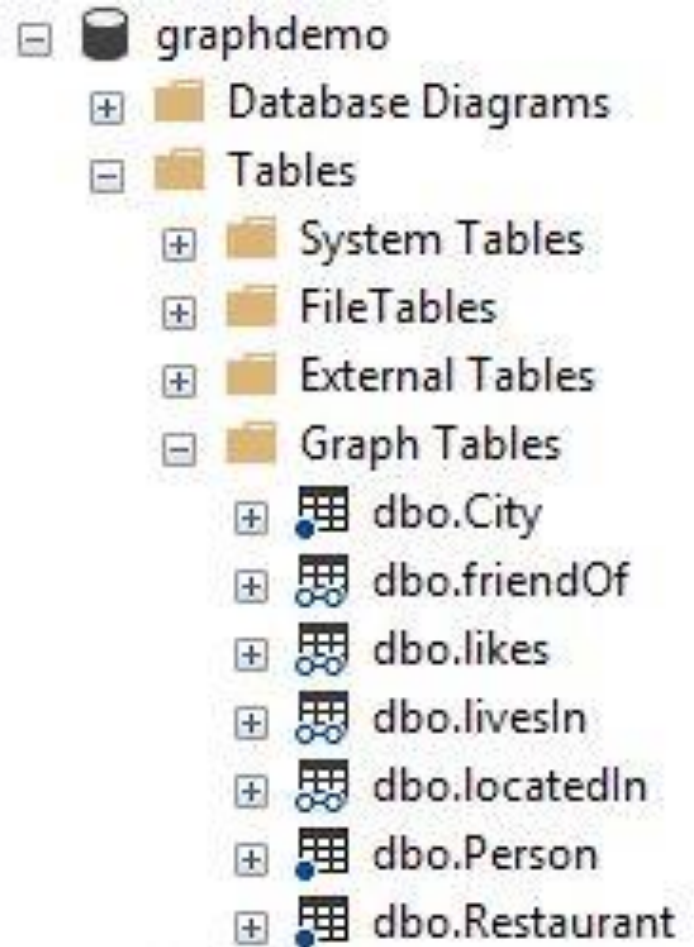 graphdemo
Database Diagrams
Tables
System Tables
FileTables
External Tables
Graph Tables
dbo.City
dbo.friendOf
dbo.likes
dbo.livesIn
dbo.locatedIn
dbo.Person
dbo.Restaurant